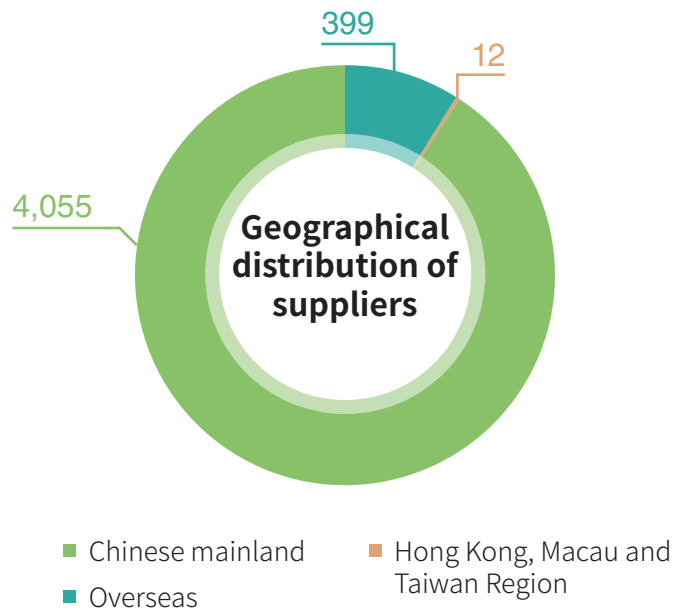 399
12
4,055
Geographical
distribution of
suppliers
Chinese mainland
Overseas
Hong Kong, Macau and
Taiwan Region